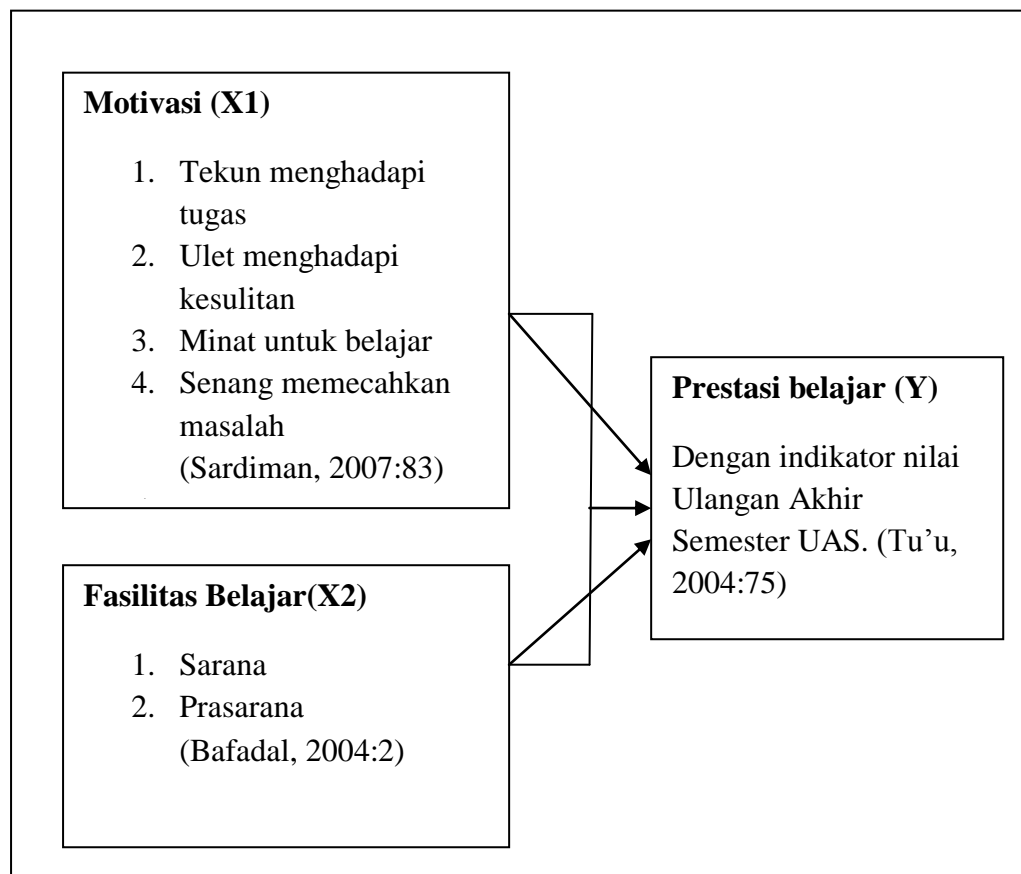 Motivasi (X1)
1. Tekun menghadapi
tugas
2. Ulet menghadapi
kesulitan
3. Minat untuk belajar
4. Senang memecahkan
masalah
(Sardiman, 2007:83)
Prestasi belajar (Y)
Dengan indikator nilai
Ulangan Akhir
Semester UAS. (Tu’u,
2004:75)
Fasilitas Belajar(X2)
1. Sarana
2. Prasarana
(Bafadal, 2004:2)